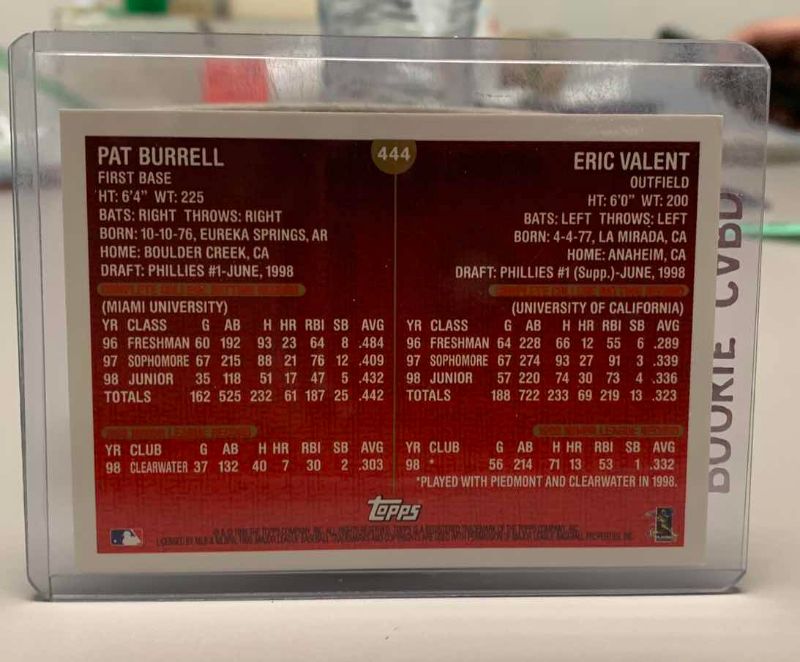 444
PAT BURRELL
FIRST BASE
HT: 6'4" WT: 225
BATS: RIGHT THROWS: RIGHT
BORN: 10-10-76, EUREKA SPRINGS, AR
HOME: BOULDER CREEK, CA
DRAFT: PHILLIES #1-JUNE, 1998
COMPLETE COLLEGE BATTING RECORD
(MIAMI UNIVERSITY)
YR CLASS G AB H HR RBI SB AVG
96 FRESHMAN 60 192 93 23 64 8 .484
97 SOPHOMORE 67 215 88 21 76 12 .409
98 JUNIOR 35 118 51 17 47 5 .432
TOTALS 162 525 232 61 187 25 .442
YR CLUB G AB H HR RBI SB AVG
98 CLEARWATER 37 132 40 7 30 2 .303
ERIC VALENT
OUTFIELD
HT: 6'0" WT: 200
BATS: LEFT THROWS: LEFT
BORN: 4-4-77, LA MIRADA, CA
HOME: ANAHEIM, CA
DRAFT: PHILLIES #1 (Supp.)-JUNE, 1998
COMPLETE COLLEGE BATTING RECORD
(UNIVERSITY OF CALIFORNIA)
YR CLASS G AB H HR RBI SB AVG
96 FRESHMAN 64 228 66 12 55 6 .289
97 SOPHOMORE 67 274 93 27 91 3 .339
98 JUNIOR 57 220 74 30 73 4 .336
TOTALS 188 722 233 69 219 13 .323
YR CLUB G AB H HR RBI SB AVG
98 * 56 214 71 13 53 1 .332
*PLAYED WITH PIEDMONT AND CLEARWATER IN 1998.
TOPPS
ROOKIE CARD